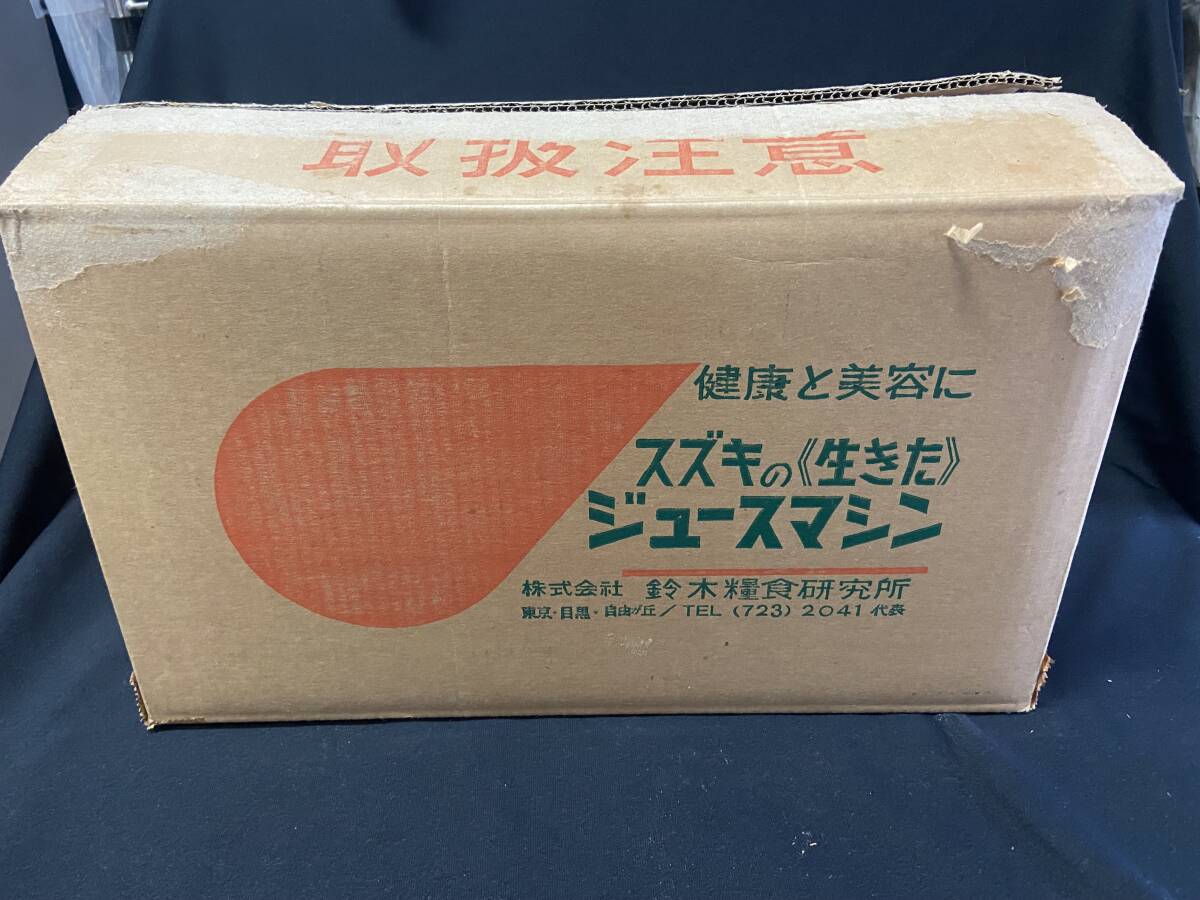 取扱注意
健康と美容に
スズキの《生きた》
ジュースマシン
株式会社 鈴木糧食研究所
東京・目黒・自由が丘/TEL (723) 2041 代表